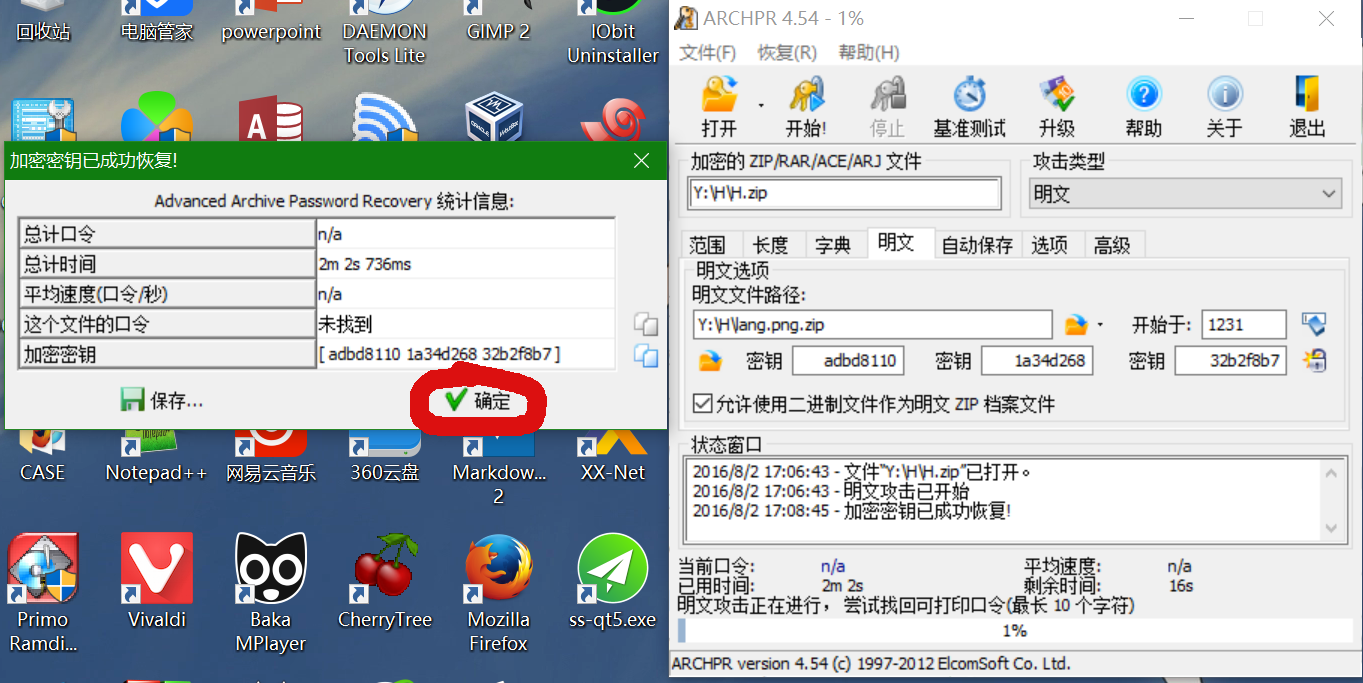 回收站
电脑管家
powerpoint
DAEMON
Tools Lite
GIMP 2
IObit
Uninstaller
加密密钥已成功恢复!
Advanced Archive Password Recovery 统计信息:
总计口令 n/a
总计时间 2m 2s 736ms
平均速度(口令/秒) n/a
这个文件的口令 未找到
加密密钥 [ adbd8110 1a34d268 32b2f8b7 ]
保存...
确定
CASE
Notepad++
网易云音乐
360云盘
Markdow...
2
XX-Net
Primo
Ramdi...
Vivaldi
Baka
MPlayer
CherryTree
Mozilla
Firefox
ss-qt5.exe
ARCHPR 4.54 - 1%
文件(F) 恢复(R) 帮助(H)
打开 开始! 停止 基准测试 升级 帮助 关于 退出
加密的 ZIP/RAR/ACE/ARJ 文件
Y:\H\H.zip
攻击类型
明文
范围 长度 字典 明文 自动保存 选项 高级
明文选项
明文文件路径:
Y:\H\lang.png.zip 开始于: 1231
密钥 adbd8110 密钥 1a34d268 密钥 32b2f8b7
允许使用二进制文件作为明文 ZIP 档案文件
状态窗口
2016/8/2 17:06:43 - 文件"Y:\H\H.zip"已打开。
2016/8/2 17:06:43 - 明文攻击已开始
2016/8/2 17:08:45 - 加密密钥已成功恢复!
当前口令: n/a 平均速度: n/a
已用时间: 2m 2s 剩余时间: 16s
明文攻击正在进行，尝试找回可打印口令(最长 10 个字符)
1%
ARCHPR version 4.54 (c) 1997-2012 ElcomSoft Co. Ltd.